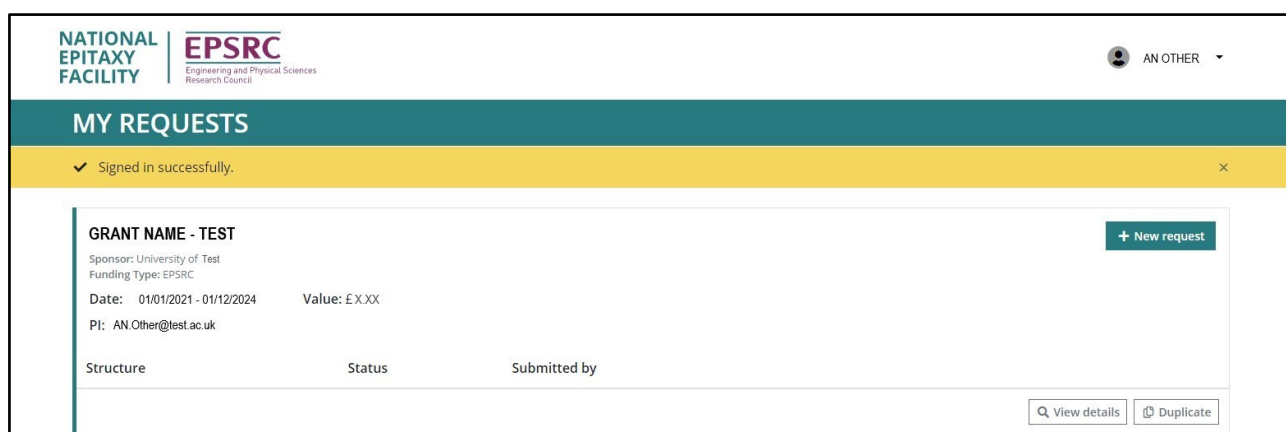 NATIONAL
EPITAXY
FACILITY
EPSRC
Engineering and Physical Sciences
Research Council
AN OTHER
MY REQUESTS
Signed in successfully.
GRANT NAME - TEST
+ New request
Sponsor: University of Test
Funding Type: EPSRC
Date: 01/01/2021 - 01/12/2024 Value: £ X.XX
PI: AN.Other@test.ac.uk
Structure Status Submitted by
View details Duplicate